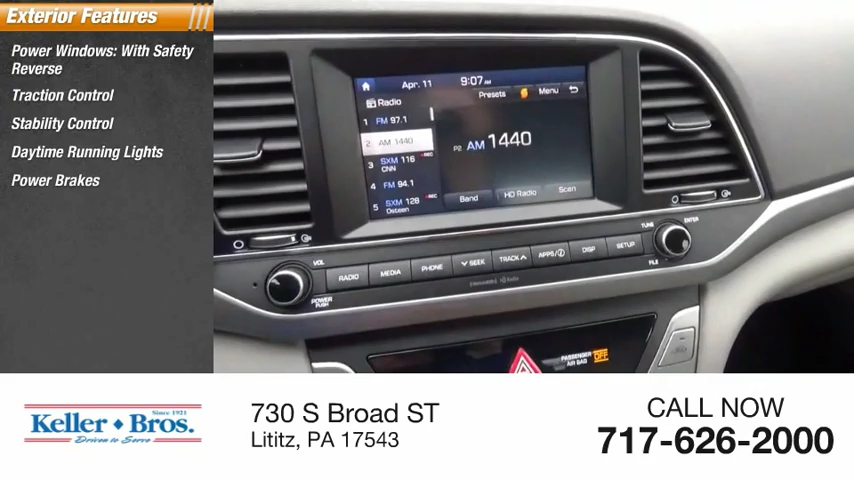 Exterior Features
Power Windows: With Safety
Reverse
Traction Control
Stability Control
Daytime Running Lights
Power Brakes
Apr. 11
9:07 AM
Radio
Presets
Menu
1 FM 97.1
2 AM 1440
3 SXM 116 REC
CNN
4 FM 94.1
5 SXM 128 REC
Osteen
P2 AM 1440
Band
HD Radio
Scan
VOL
POWER
PUSH
RADIO
MEDIA
PHONE
SEEK
TRACK
APPS/
DISP
SETUP
TUNE
ENTER
FILE
PASSENGER
AIR BAG
OFF
Since 1921
Keller Bros.
Driven to Serve
730 S Broad ST
Lititz, PA 17543
CALL NOW
717-626-2000